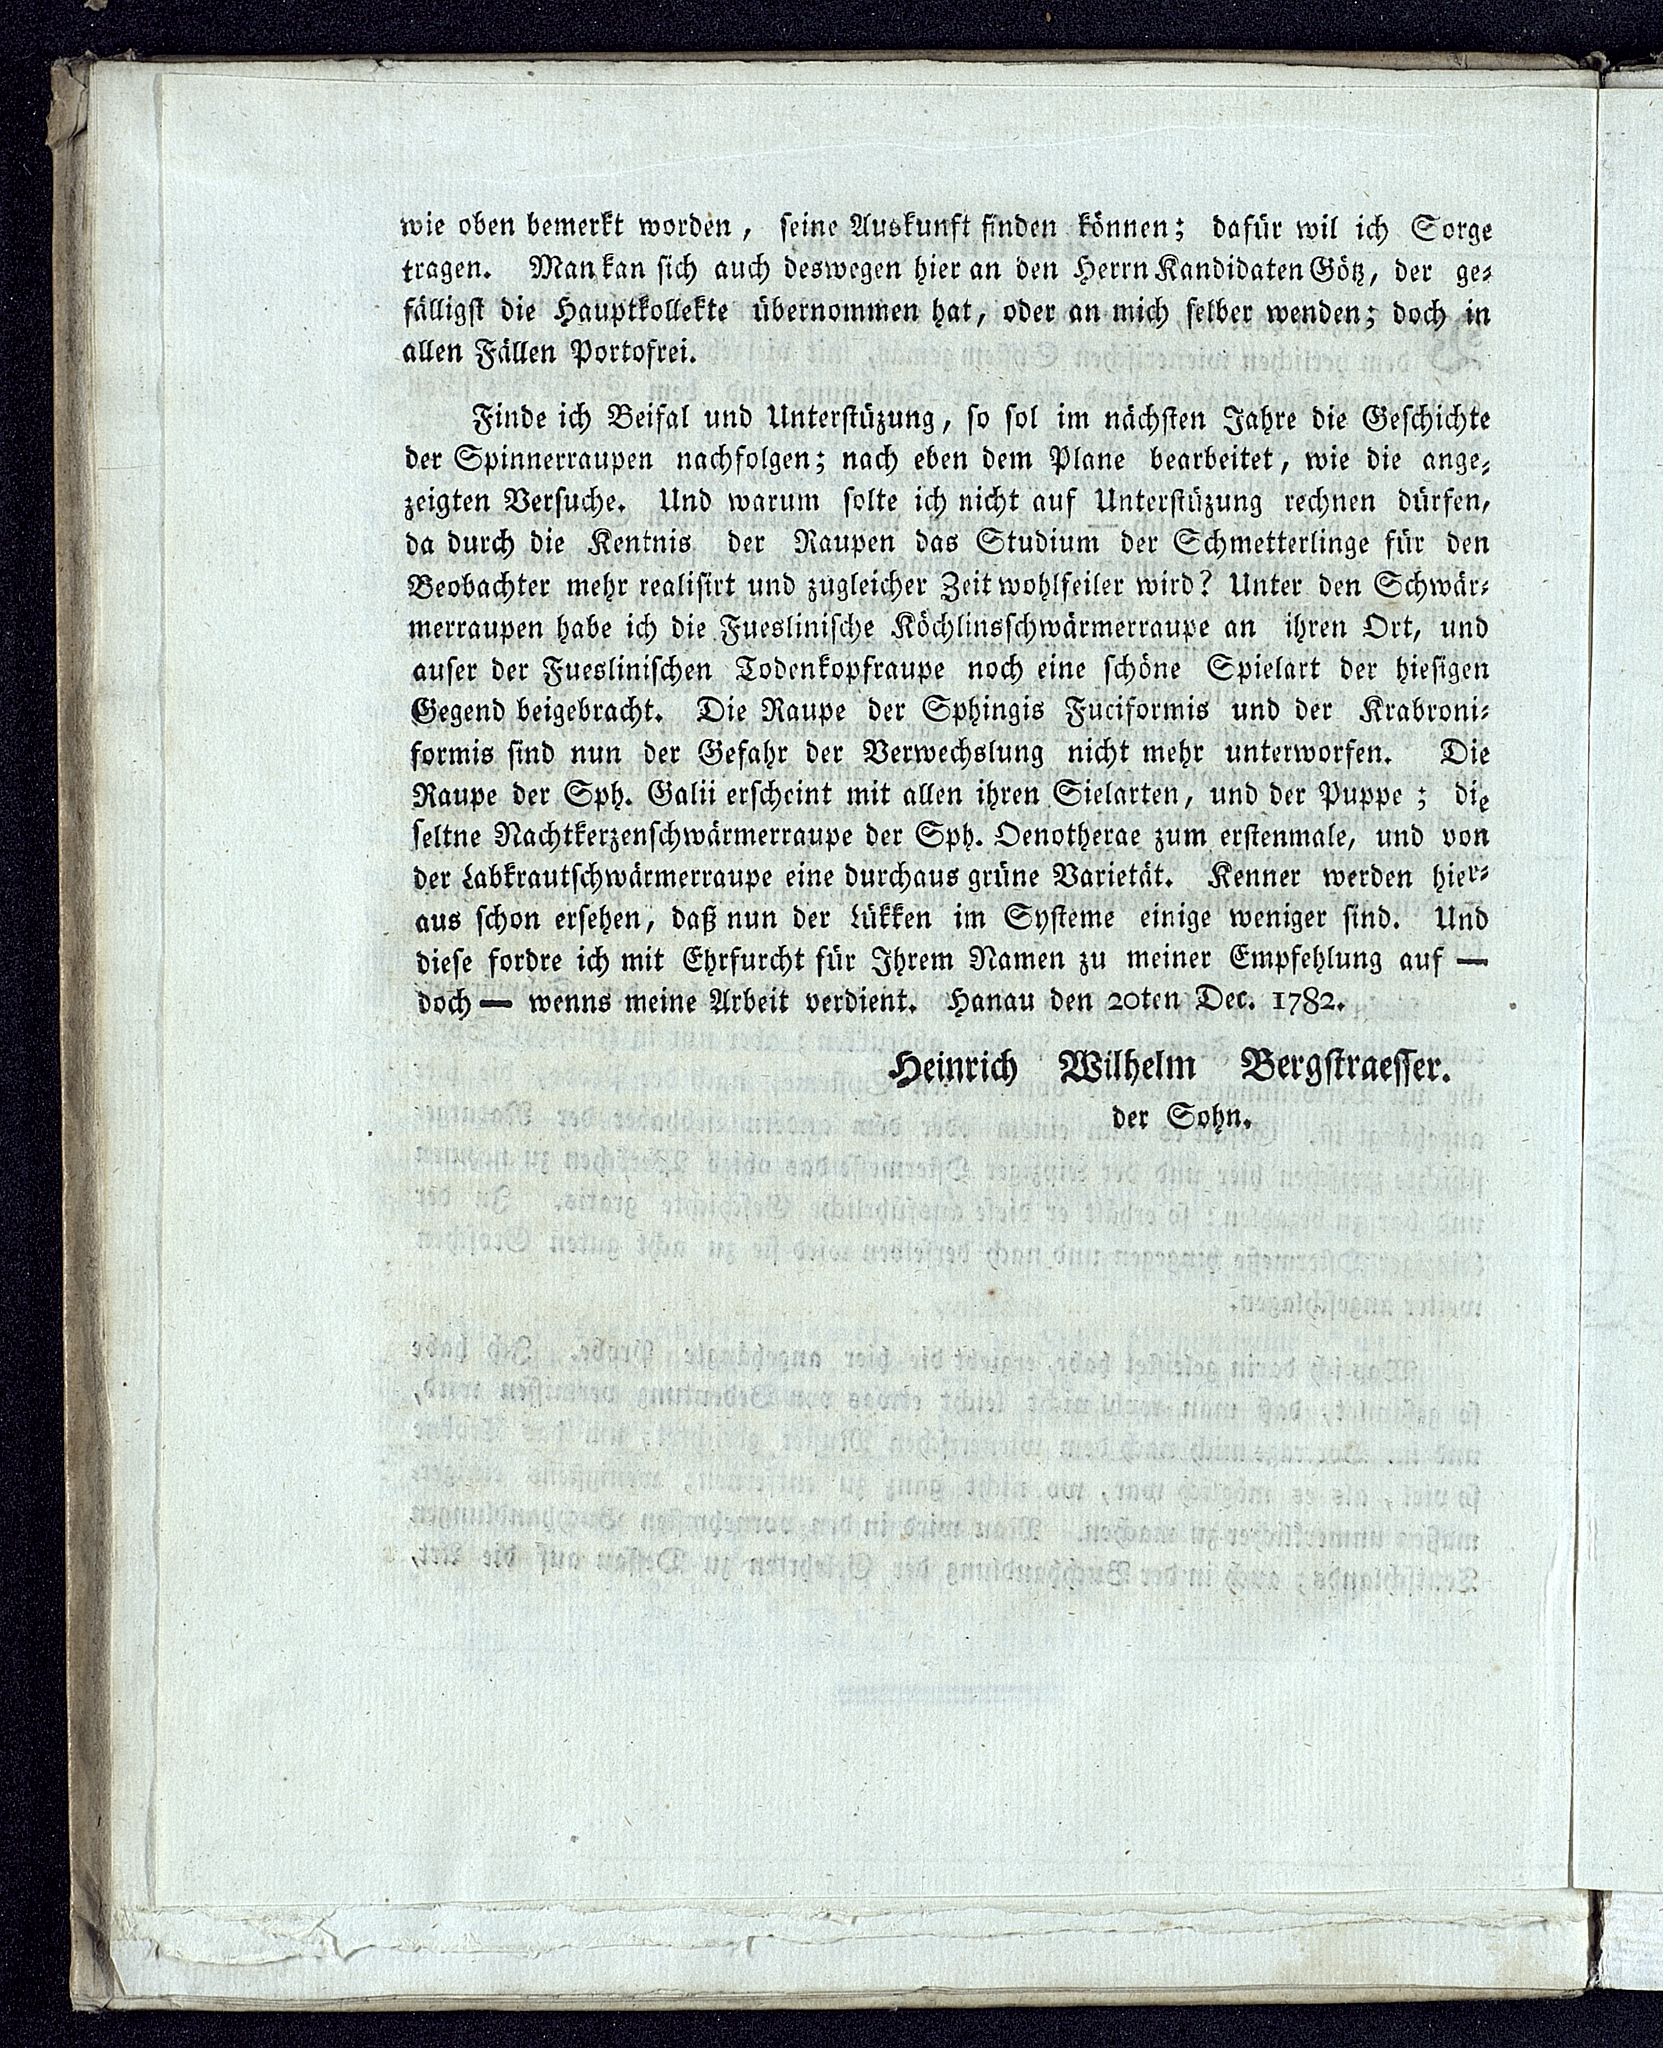 wie oben bemerkt worden, seine Auskunft finden können; dafür wil ich Sorge
tragen. Man kan sich auch deswegen hier an den Herrn Kandidaten Götz, der ge-
fälligst die Hauptkollekte übernommen hat, oder an mich selber wenden; doch in
allen Fällen Portofrei.
Finde ich Beifal und Unterstüzung, so sol im nächsten Jahre die Geschichte
der Spinnerraupen nachfolgen; nach eben dem Plane bearbeitet, wie die ange-
zeigten Versuche. Und warum solte ich nicht auf Unterstüzung rechnen dürfen,
da durch die Kentnis der Raupen das Studium der Schmetterlinge für den
Beobachter mehr realisirt und zugleicher Zeit wohlfeiler wird? Unter den Schwär-
merraupen habe ich die Fueslinische Köchlinsschwärmerraupe an ihren Ort, und
auser der Fueslinischen Todenkopfraupe noch eine schöne Spielart der hiesigen
Gegend beigebracht. Die Raupe der Sphingis Fuciformis und der Krabroni-
formis sind nun der Gefahr der Verwechslung nicht mehr unterworfen. Die
Raupe der Sph. Galii erscheint mit allen ihren Sielarten, und der Puppe; die
seltne Nachtkerzenschwärmerraupe der Sph. Oenotherae zum erstenmale, und von
der Labkrautschwärmerraupe eine durchaus grüne Varietät. Kenner werden hier-
aus schon ersehen, daß nun der Lükken im Systeme einige weniger sind. Und
diese fordre ich mit Ehrfurcht für Ihrem Namen zu meiner Empfehlung auf —
doch — wenns meine Arbeit verdient. Hanau den 20ten Dec. 1782.
Heinrich Wilhelm Bergstraesser.
der Sohn.